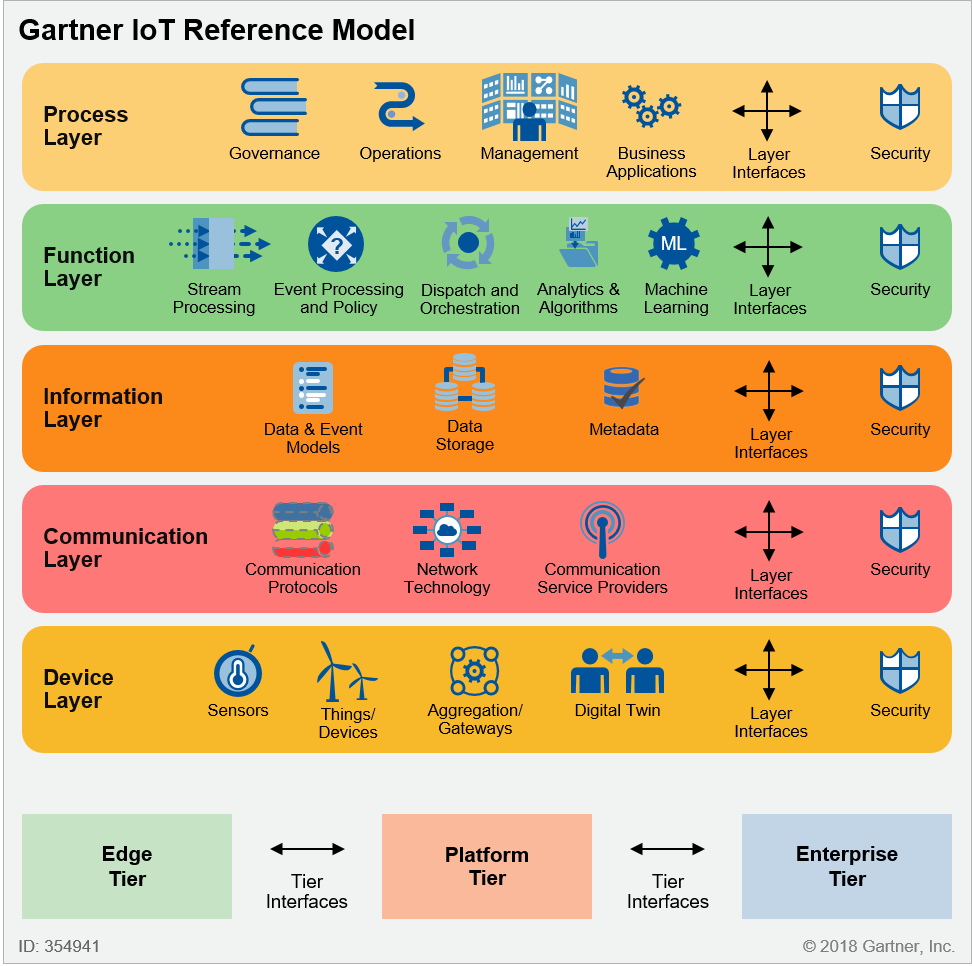 Gartner IoT Reference Model
Process
Layer
Governance
Operations
Management
Business
Applications
Layer
Interfaces
Security
Function
Layer
Stream
Processing
?
Event Processing
and Policy
Dispatch and
Orchestration
Analytics &
Algorithms
ML
Machine
Learning
Layer
Interfaces
Security
Information
Layer
Data & Event
Models
Data
Storage
Metadata
Layer
Interfaces
Security
Communication
Layer
Communication
Protocols
Network
Technology
Communication
Service Providers
Layer
Interfaces
Security
Device
Layer
Sensors
Things/
Devices
Aggregation/
Gateways
Digital Twin
Layer
Interfaces
Security
Edge
Tier
Tier
Interfaces
Platform
Tier
Tier
Interfaces
Enterprise
Tier
ID: 354941
© 2018 Gartner, Inc.